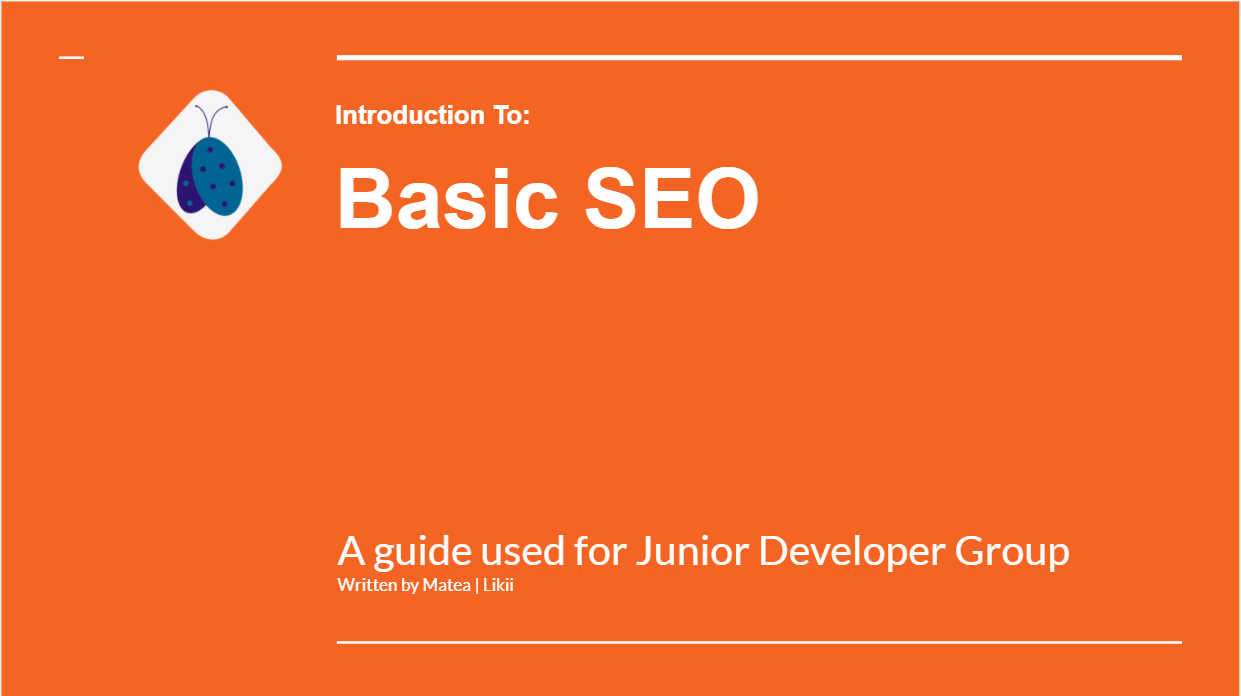 Introduction To:
Basic SEO
A guide used for Junior Developer Group
Written by Matea | Likii